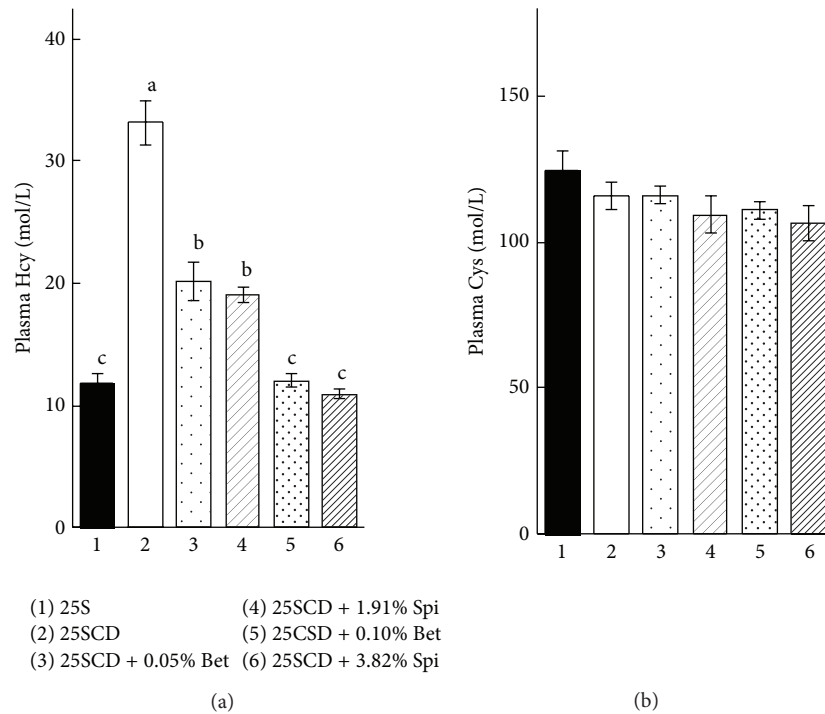 40
30
20
10
0
Plasma Hcy (mol/L)
a
b
b
c
c
c
1 2 3 4 5 6
(1) 25S (4) 25SCD + 1.91% Spi
(2) 25SCD (5) 25CSD + 0.10% Bet
(3) 25SCD + 0.05% Bet (6) 25SCD + 3.82% Spi
(a)
150
100
50
0
Plasma Cys (mol/L)
1 2 3 4 5 6
(b)